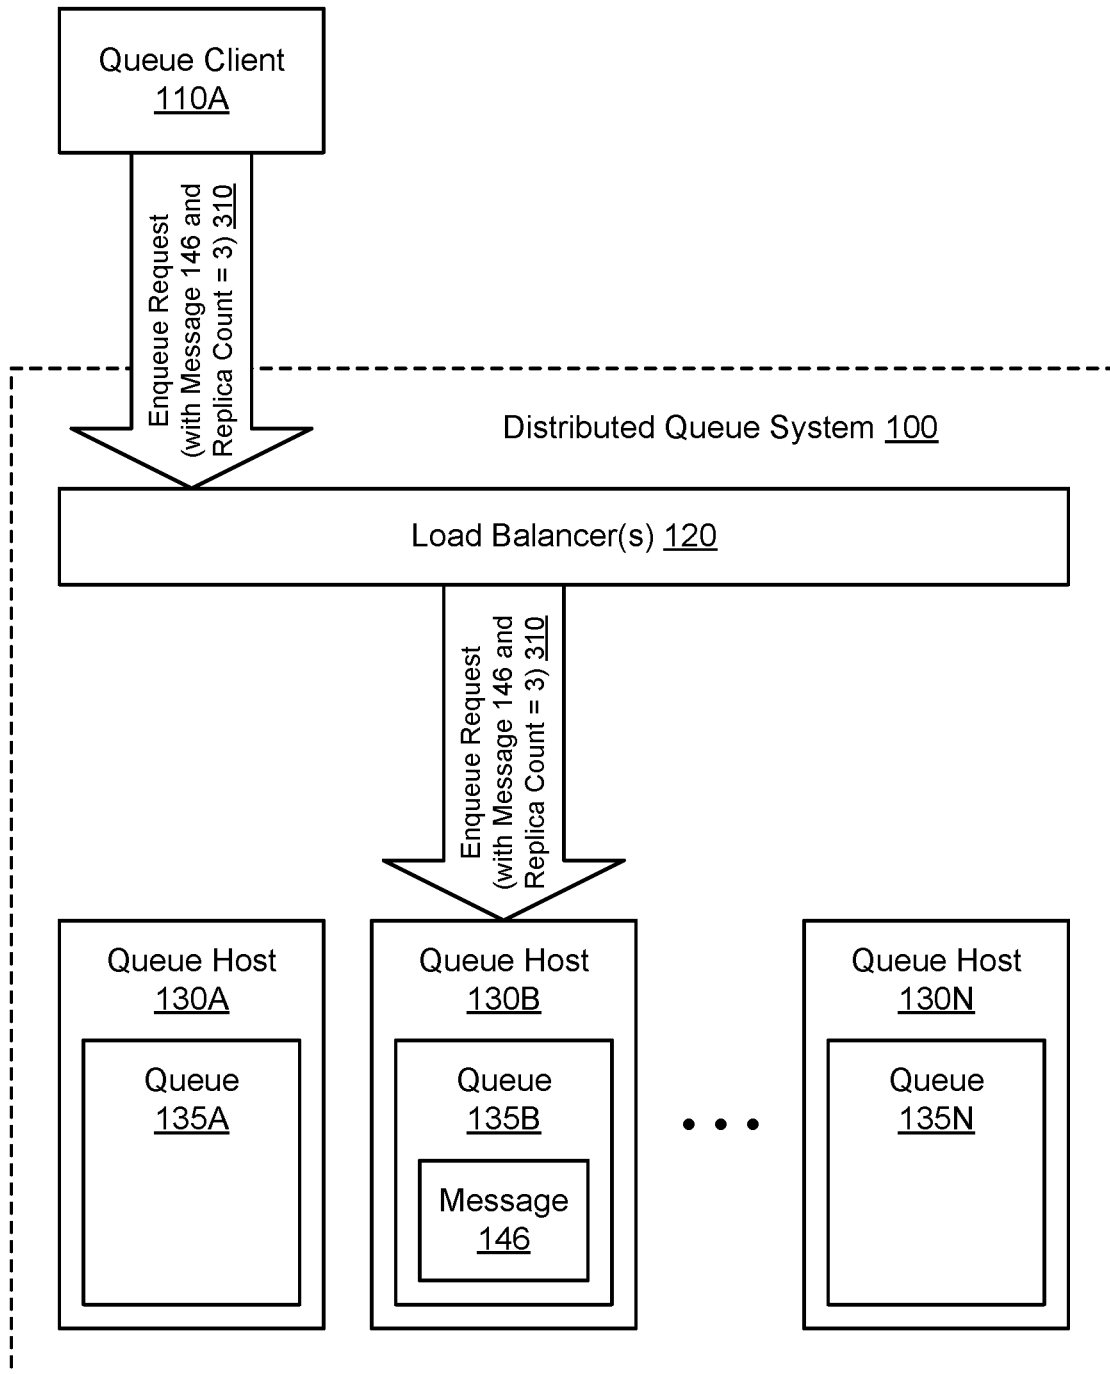 Queue Client
110A
Enqueue Request
(with Message 146 and
Replica Count = 3) 310
Distributed Queue System 100
Load Balancer(s) 120
Enqueue Request
(with Message 146 and
Replica Count = 3) 310
Queue Host
130A
Queue
135A
Queue Host
130B
Queue
135B
Message
146
Queue Host
130N
Queue
135N